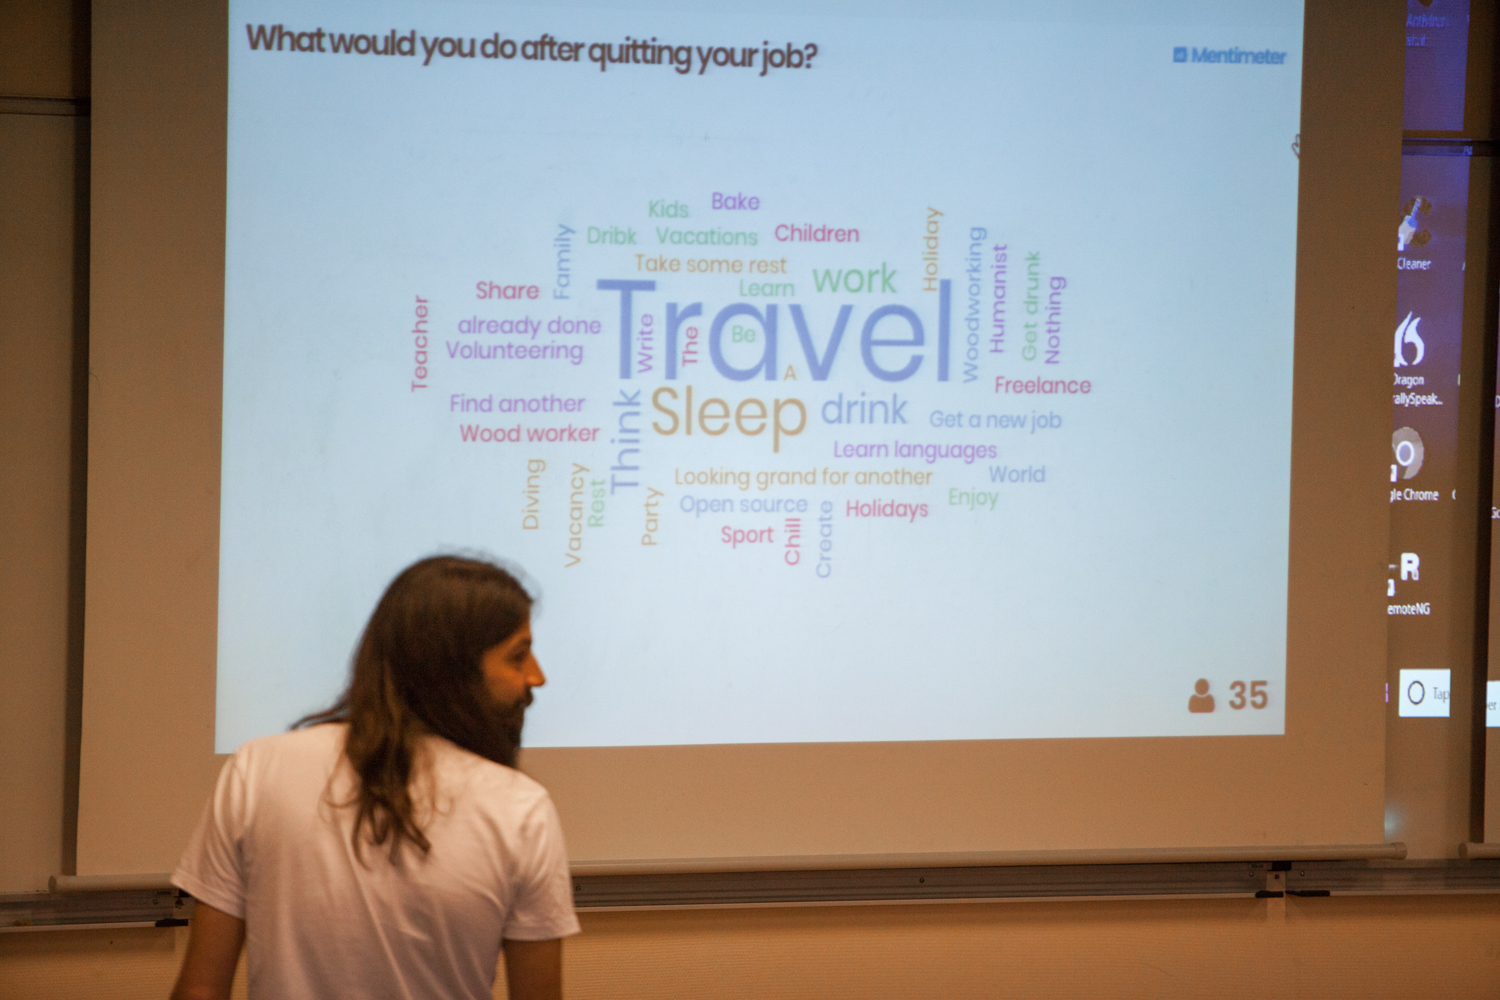 What would you do after quitting your job?
Mentimeter
Kids
Bake
Dribk
Vacations
Children
Family
Take some rest
Holiday
work
Share
Learn
Travel
Woodworking
Humanist
Get drunk
Nothing
Teacher
already done
Write
The
Be
Volunteering
A
Freelance
Find another
Think
Sleep
drink
Get a new job
Wood worker
Learn languages
Diving
Vacancy
Rest
Party
Looking grand for another
World
Open source
Holidays
Enjoy
Sport
Chill
Create
35
Cleaner
Dragon
allySpeak...
gle Chrome
R
emoteNG
Tap